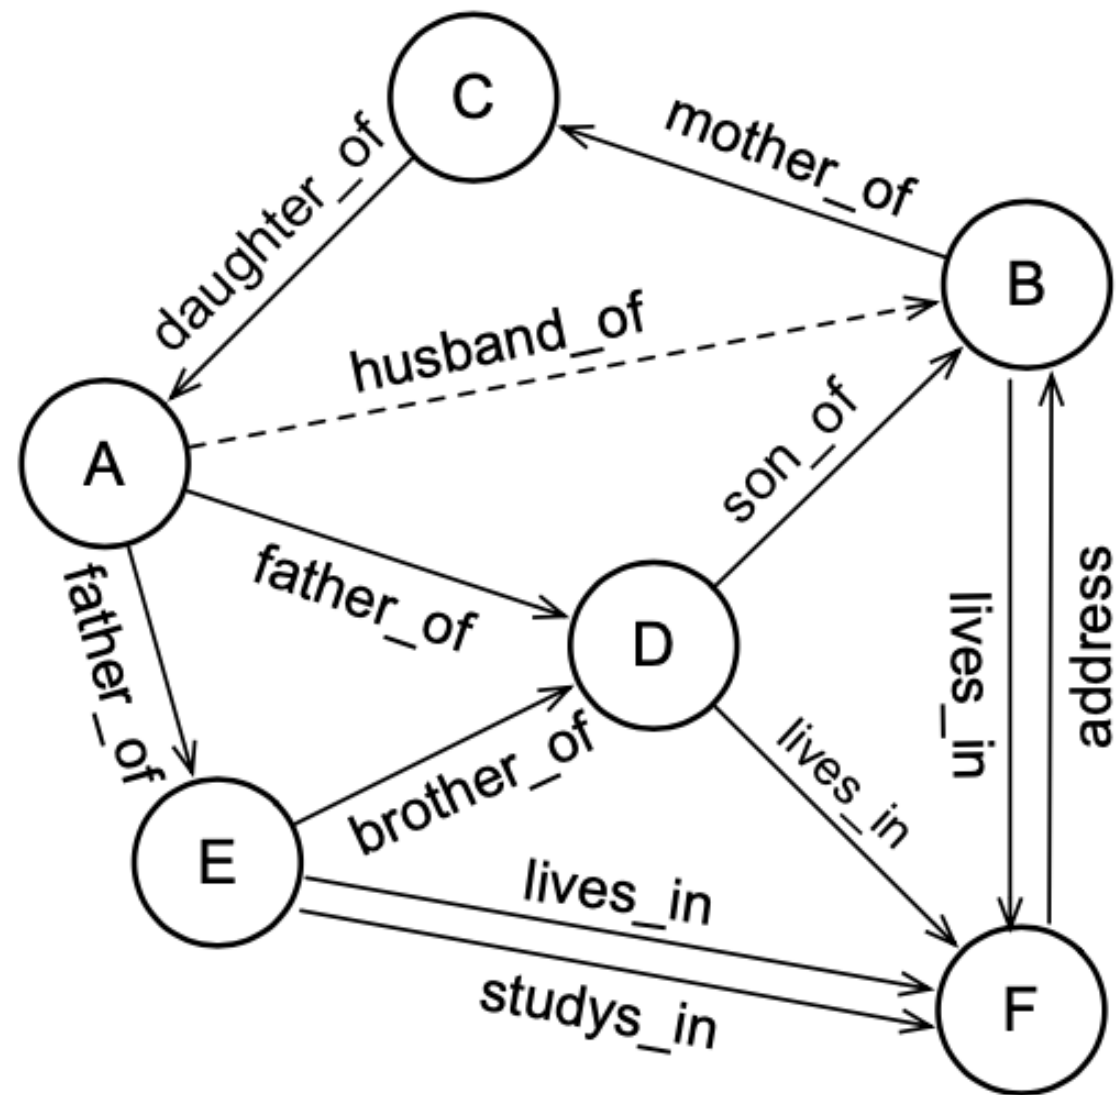 C
mother_of
daughter_of
B
husband_of
A
son_of
father_of
father_of
D
lives_in
address
brother_of
lives_in
E
lives_in
studys_in
F